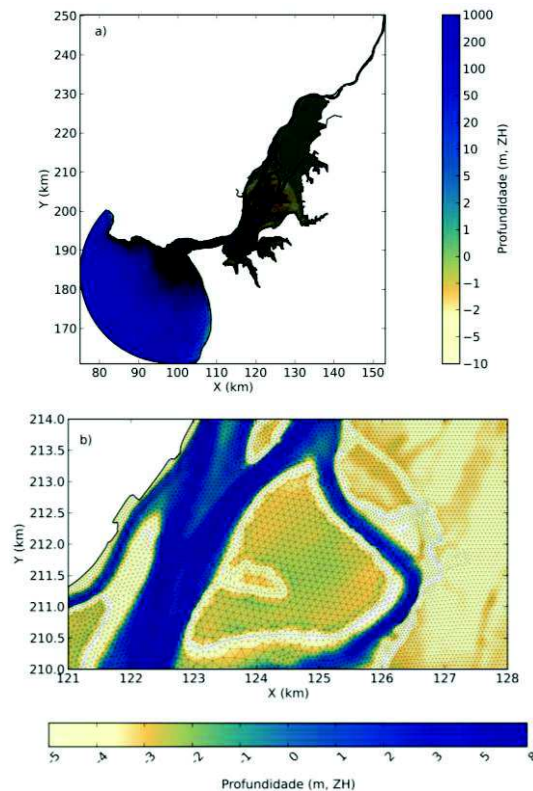 a)
250
240
230
220
210
200
190
180
170
Y (km)
80 90 100 110 120 130 140 150
X (km)
1000
200
100
50
20
10
5
2
1
0
−1
−2
−5
−10
Profundidade (m, ZH)
b)
214.0
213.5
213.0
212.5
212.0
211.5
211.0
210.5
210.0
Y (km)
121 122 123 124 125 126 127 128
X (km)
-5 -4 -3 -2 -1 0 1 2 3 5 8
Profundidade (m, ZH)